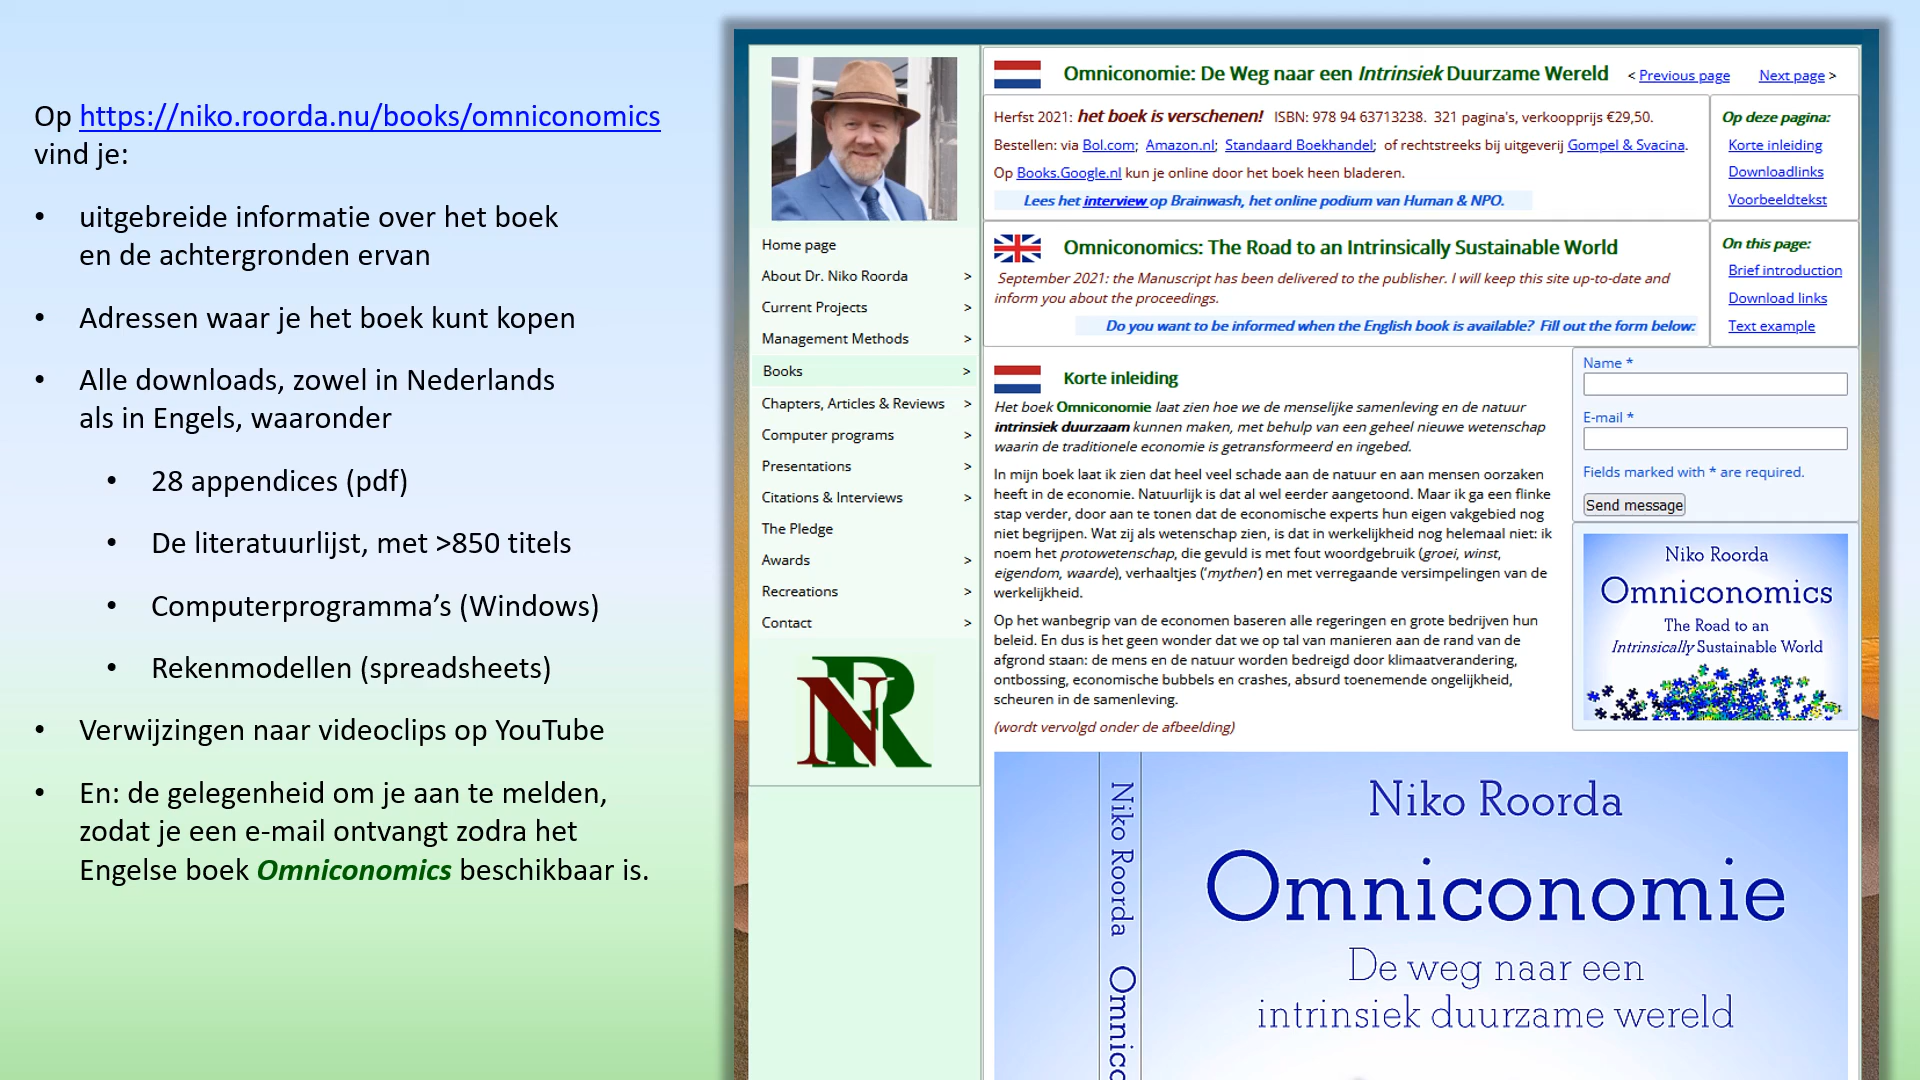 Op https://niko.roorda.nu/books/omniconomics
vind je:
• uitgebreide informatie over het boek
en de achtergronden ervan
• Adressen waar je het boek kunt kopen
• Alle downloads, zowel in Nederlands
als in Engels, waaronder
• 28 appendices (pdf)
• De literatuurlijst, met >850 titels
• Computerprogramma’s (Windows)
• Rekenmodellen (spreadsheets)
• Verwijzingen naar videoclips op YouTube
• En: de gelegenheid om je aan te melden,
zodat je een e-mail ontvangt zodra het
Engelse boek Omniconomics beschikbaar is.
Home page
About Dr. Niko Roorda >
Current Projects >
Management Methods >
Books >
Chapters, Articles & Reviews >
Computer programs >
Presentations >
Citations & Interviews >
The Pledge
Awards >
Recreations >
Contact >
NR
Omniconomie: De Weg naar een Intrinsiek Duurzame Wereld < Previous page Next page >
Herfst 2021: het boek is verschenen! ISBN: 978 94 63713238. 321 pagina's, verkoopprijs €29,50.
Bestellen: via Bol.com; Amazon.nl; Standaard Boekhandel; of rechtstreeks bij uitgeverij Gompel & Svacina.
Op Books.Google.nl kun je online door het boek heen bladeren.
Lees het interview op Brainwash, het online podium van Human & NPO.
Op deze pagina:
Korte inleiding
Downloadlinks
Voorbeeldtekst
Omniconomics: The Road to an Intrinsically Sustainable World
September 2021: the Manuscript has been delivered to the publisher. I will keep this site up-to-date and
inform you about the proceedings.
Do you want to be informed when the English book is available? Fill out the form below:
On this page:
Brief introduction
Download links
Text example
Korte inleiding
Het boek Omniconomie laat zien hoe we de menselijke samenleving en de natuur
intrinsiek duurzaam kunnen maken, met behulp van een geheel nieuwe wetenschap
waarin de traditionele economie is getransformeerd en ingebed.
In mijn boek laat ik zien dat heel veel schade aan de natuur en aan mensen oorzaken
heeft in de economie. Natuurlijk is dat al wel eerder aangetoond. Maar ik ga een flinke
stap verder, door aan te tonen dat de economische experts hun eigen vakgebied nog
niet begrijpen. Wat zij als wetenschap zien, is dat in werkelijkheid nog helemaal niet: ik
noem het protowetenschap, die gevuld is met fout woordgebruik (groei, winst,
eigendom, waarde), verhaaltjes (‘mythen’) en met verregaande versimpelingen van de
werkelijkheid.
Op het wanbegrip van de economen baseren alle regeringen en grote bedrijven hun
beleid. En dus is het geen wonder dat we op tal van manieren aan de rand van de
afgrond staan: de mens en de natuur worden bedreigd door klimaatverandering,
ontbossing, economische bubbels en crashes, absurd toenemende ongelijkheid,
scheuren in de samenleving.
(wordt vervolgd onder de afbeelding)
Name *
E-mail *
Fields marked with * are required.
Send message
Niko Roorda
Omniconomics
The Road to an
Intrinsically Sustainable World
Niko Roorda Omnico
Niko Roorda
Omniconomie
De weg naar een
intrinsiek duurzame wereld